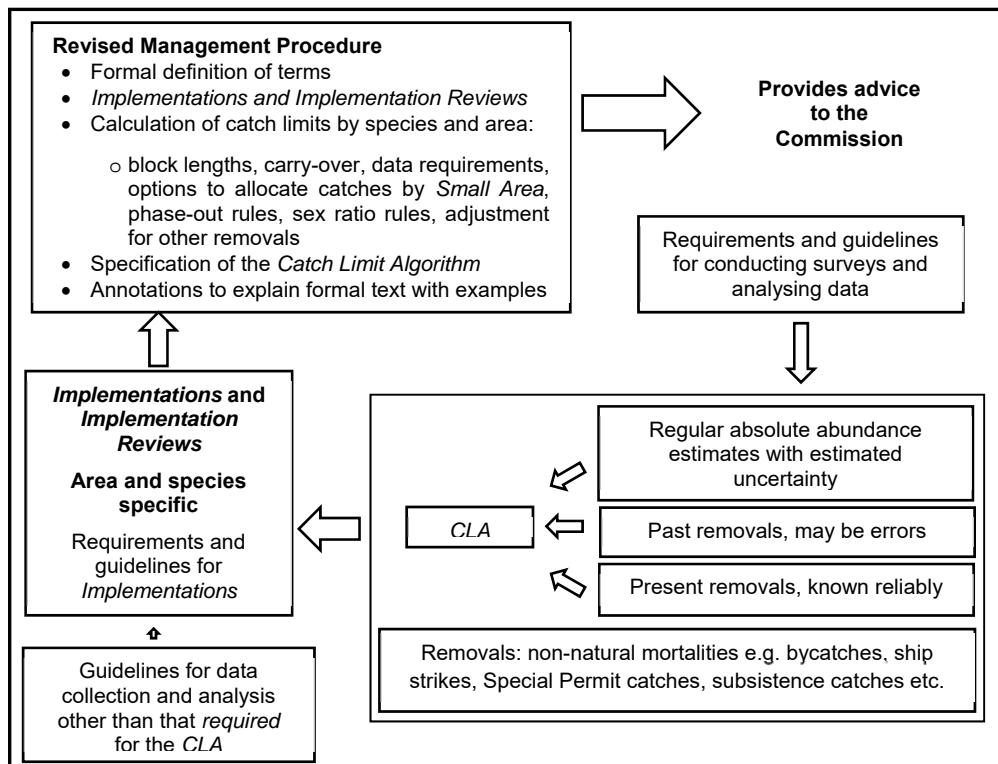 Revised Management Procedure
• Formal definition of terms
• Implementations and Implementation Reviews
• Calculation of catch limits by species and area:
o block lengths, carry-over, data requirements,
options to allocate catches by Small Area,
phase-out rules, sex ratio rules, adjustment
for other removals
• Specification of the Catch Limit Algorithm
• Annotations to explain formal text with examples
Provides advice
to the
Commission
Requirements and guidelines
for conducting surveys and
analysing data
Implementations and
Implementation
Reviews
Area and species
specific
Requirements and
guidelines for
Implementations
Guidelines for data
collection and analysis
other than that required
for the CLA
CLA
Regular absolute abundance
estimates with estimated
uncertainty
Past removals, may be errors
Present removals, known reliably
Removals: non-natural mortalities e.g. bycatches, ship
strikes, Special Permit catches, subsistence catches etc.